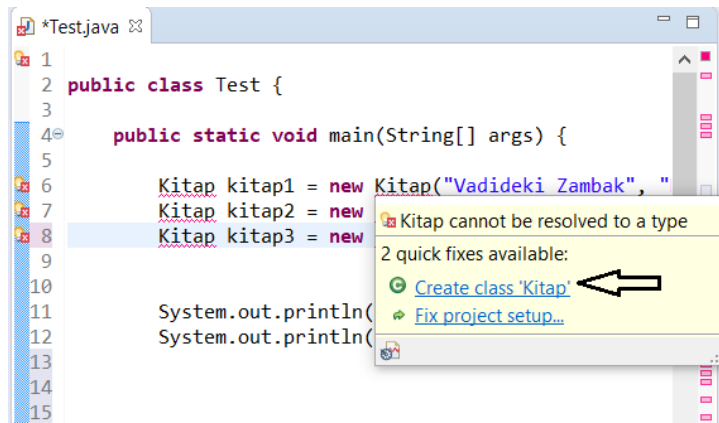 *Test.java
1
2 public class Test {
3
4 public static void main(String[] args) {
5
6 Kitap kitap1 = new Kitap("Vadideki Zambak", "
7 Kitap kitap2 = new
8 Kitap kitap3 = new
9
10
11 System.out.println(
12 System.out.println(
13
14
15
Kitap cannot be resolved to a type
2 quick fixes available:
Create class 'Kitap'
Fix project setup...